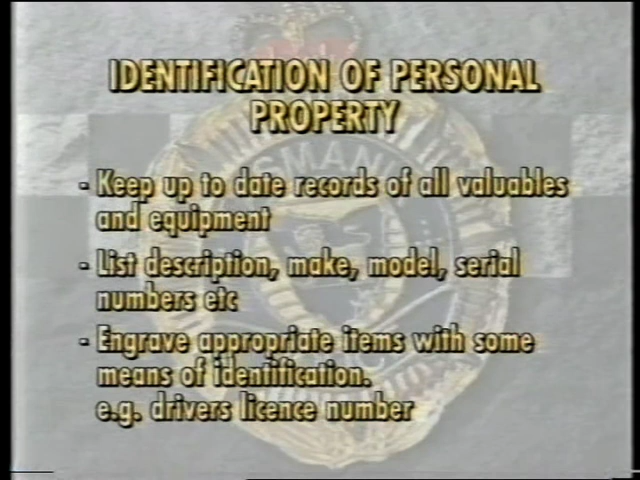 IDENTIFICATION OF PERSONAL
PROPERTY
- Keep up to date records of all valuables
and equipment
- List description, make, model, serial
numbers etc
- Engrave appropriate items with some
means of identification.
e.g. drivers licence number
SMAN